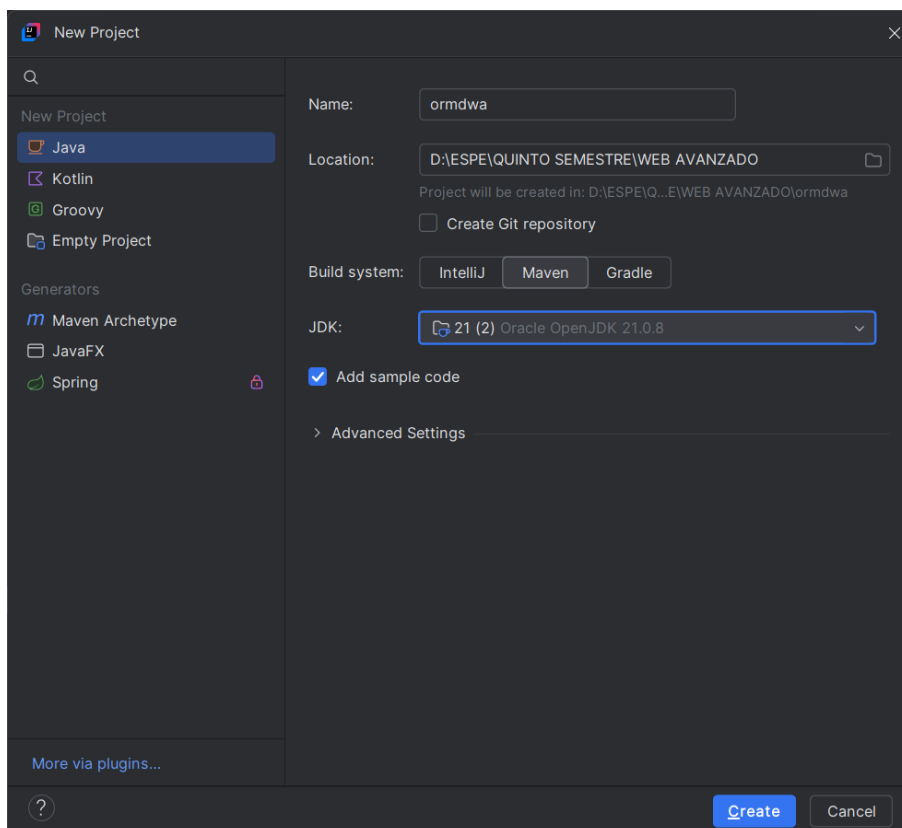 New Project
New Project
Java
Kotlin
Groovy
Empty Project
Generators
Maven Archetype
JavaFX
Spring
More via plugins...
Name: ormdwa
Location: D:\ESPE\QUINTO SEMESTRE\WEB AVANZADO
Project will be created in: D:\ESPE\Q...E\WEB AVANZADO\ormdwa
Create Git repository
Build system: IntelliJ Maven Gradle
JDK: 21 (2) Oracle OpenJDK 21.0.8
Add sample code
Advanced Settings
? Create Cancel